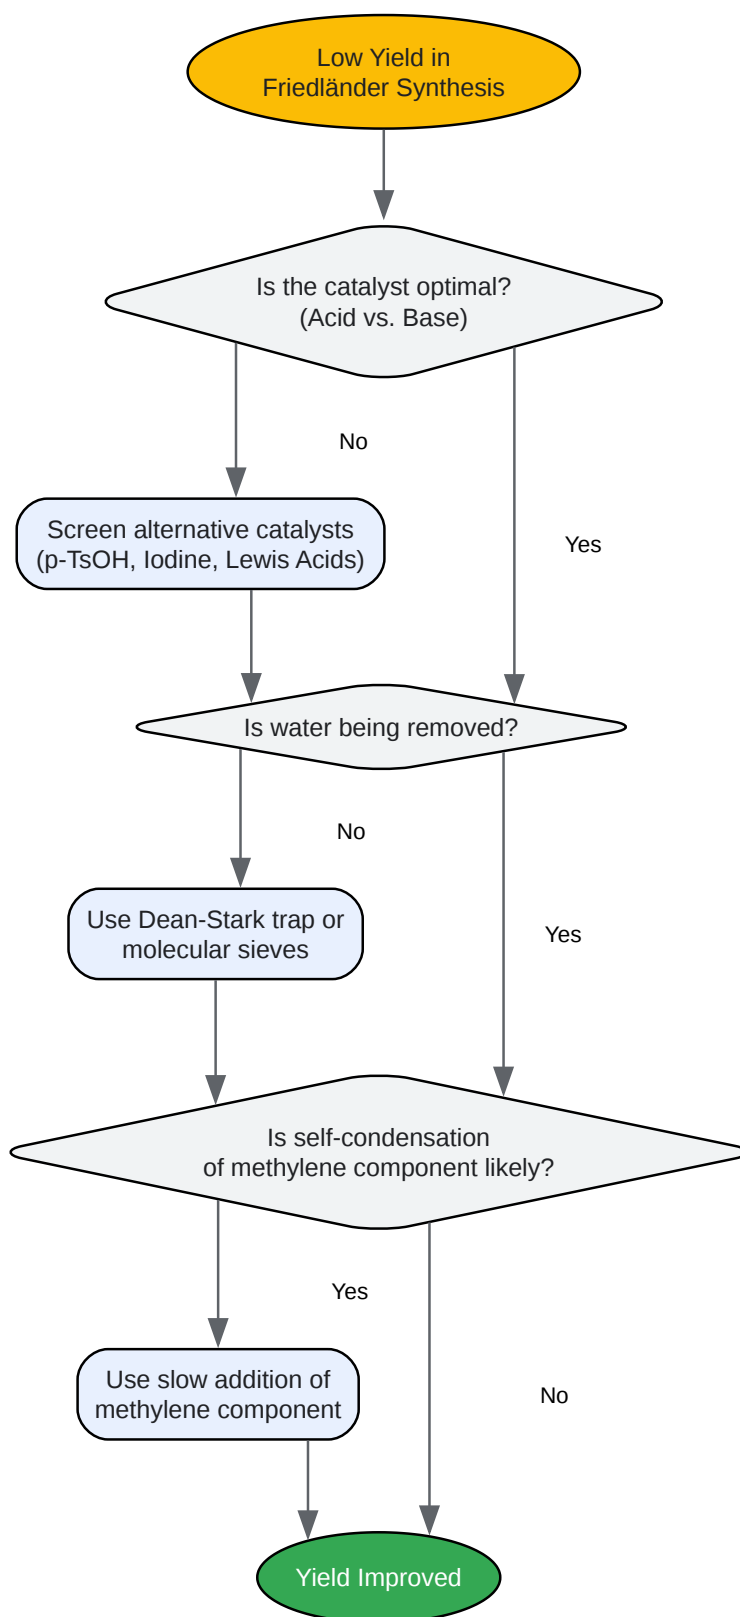 Low Yield in
Friedländer Synthesis
Is the catalyst optimal?
(Acid vs. Base)
No
Screen alternative catalysts
(p-TsOH, Iodine, Lewis Acids)
Yes
Is water being removed?
No
Use Dean-Stark trap or
molecular sieves
Yes
Is self-condensation
of methylene component likely?
Yes
Use slow addition of
methylene component
No
Yield Improved